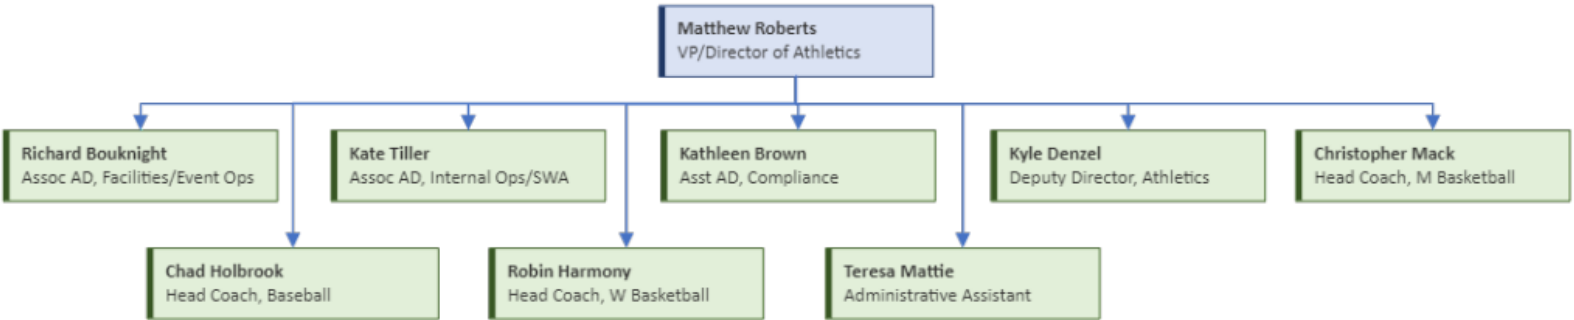 Matthew Roberts
VP/Director of Athletics
Richard Bouknight
Assoc AD, Facilities/Event Ops
Kate Tiller
Assoc AD, Internal Ops/SWA
Kathleen Brown
Asst AD, Compliance
Kyle Denzel
Deputy Director, Athletics
Christopher Mack
Head Coach, M Basketball
Chad Holbrook
Head Coach, Baseball
Robin Harmony
Head Coach, W Basketball
Teresa Mattie
Administrative Assistant